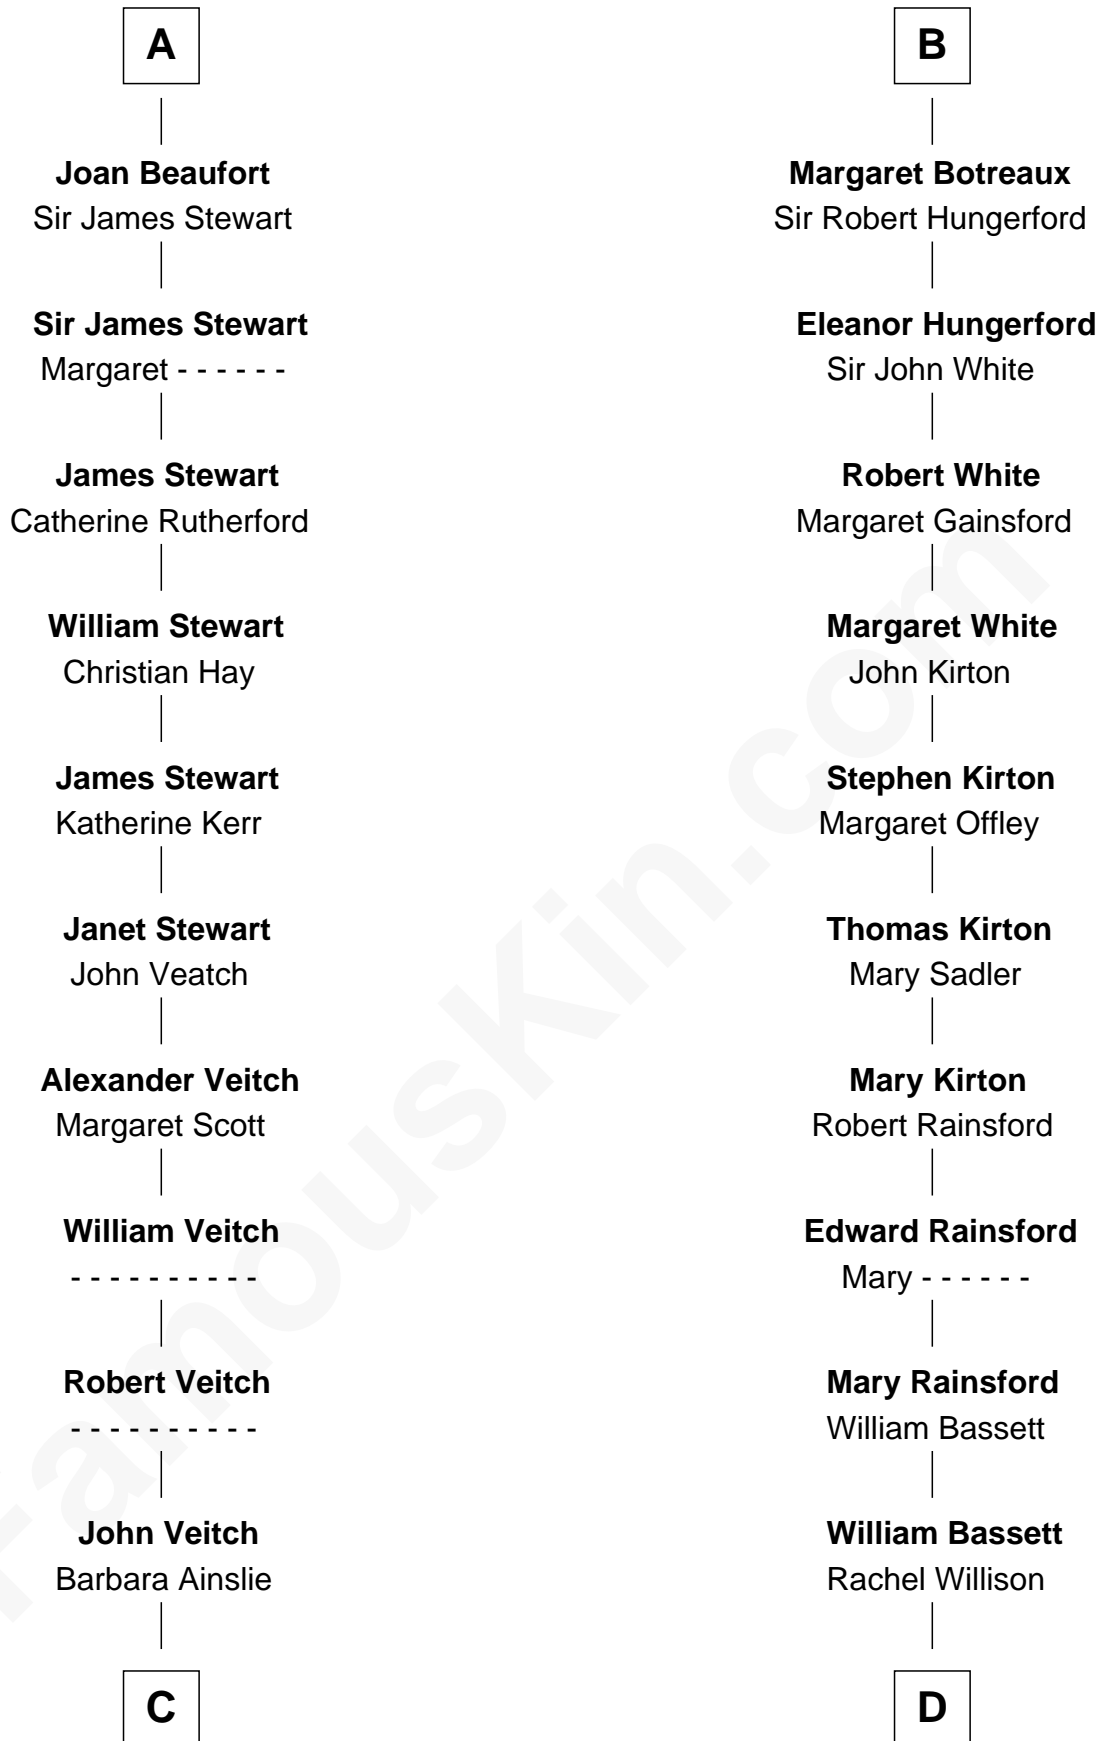 A
Joan Beaufort
Sir James Stewart
Sir James Stewart
Margaret - - - - - -
James Stewart
Catherine Rutherford
William Stewart
Christian Hay
James Stewart
Katherine Kerr
Janet Stewart
John Veatch
Alexander Veitch
Margaret Scott
William Veitch
- - - - - - - - - -
Robert Veitch
- - - - - - - - - -
John Veitch
Barbara Ainslie
C
B
Margaret Botreaux
Sir Robert Hungerford
Eleanor Hungerford
Sir John White
Robert White
Margaret Gainsford
Margaret White
John Kirton
Stephen Kirton
Margaret Offley
Thomas Kirton
Mary Sadler
Mary Kirton
Robert Rainsford
Edward Rainsford
Mary - - - - - -
Mary Rainsford
William Bassett
William Bassett
Rachel Willison
D
FamousKin.com